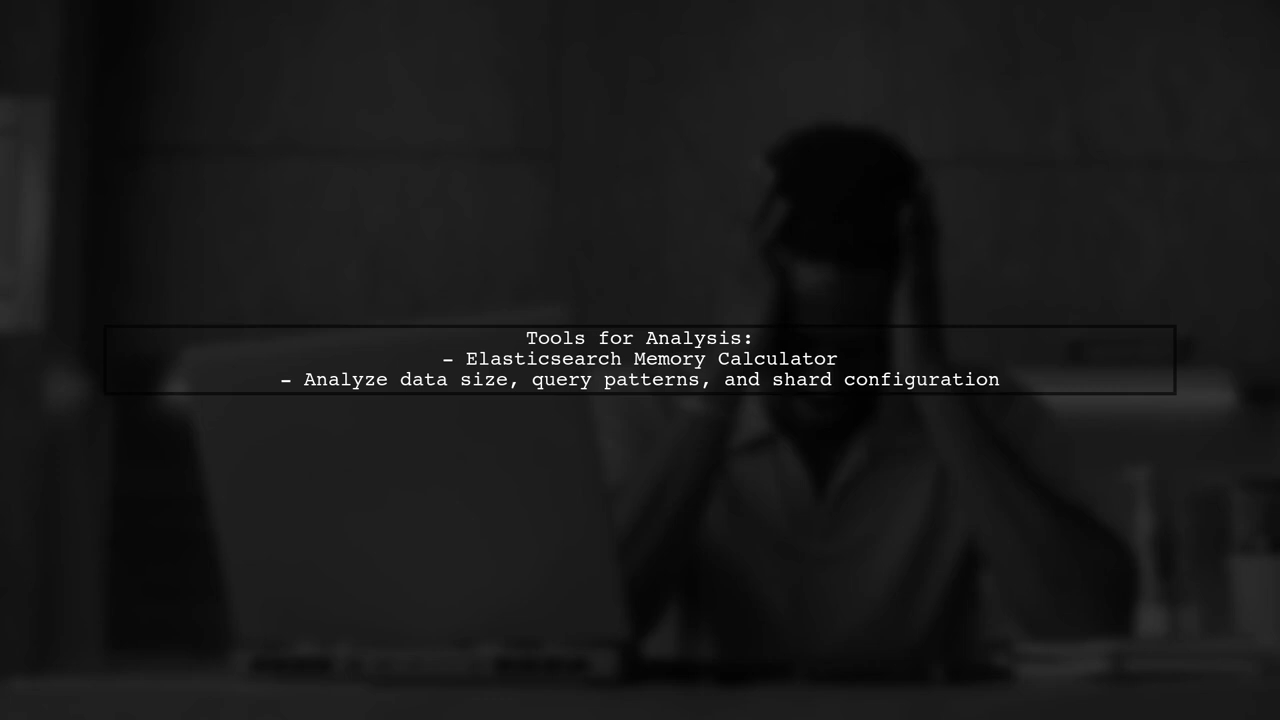 Tools for Analysis:
– Elasticsearch Memory Calculator
– Analyze data size, query patterns, and shard configuration